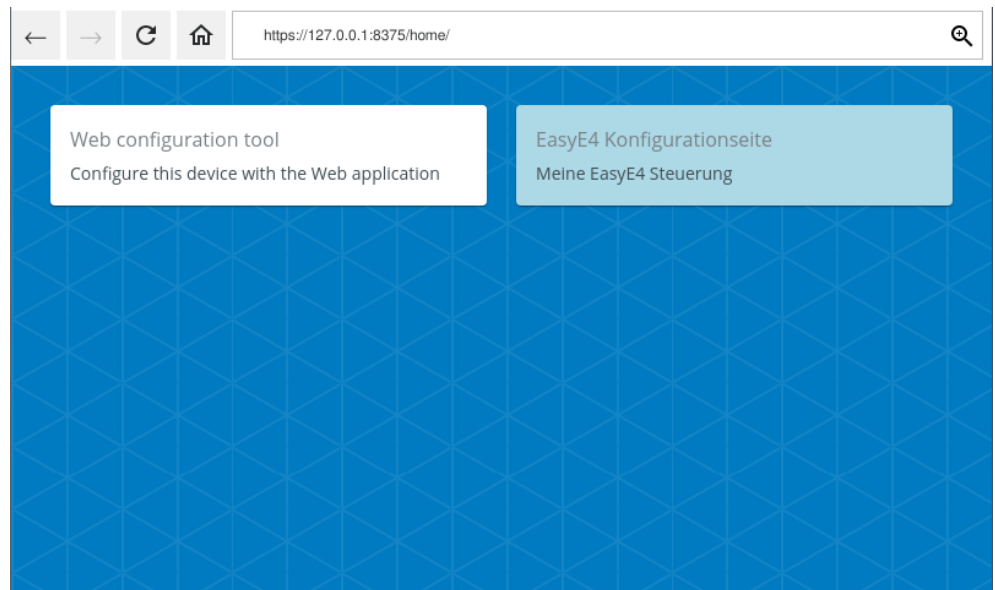 https://127.0.0.1:8375/home/
Web configuration tool
Configure this device with the Web application
EasyE4 Konfigurationseite
Meine EasyE4 Steuerung